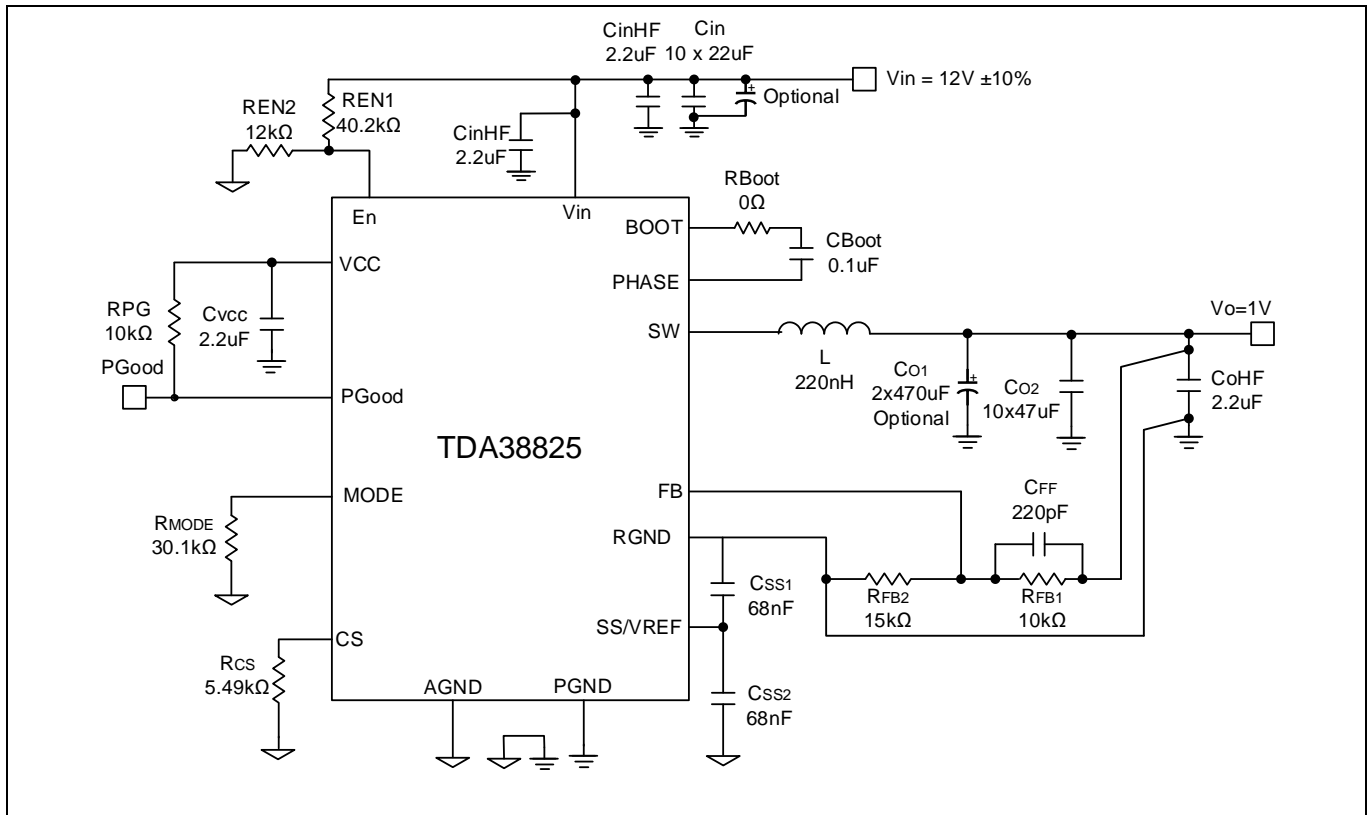 CinHF
2.2uF
Cin
10 x 22uF
Vin = 12V ±10%
Optional
REN2
12kΩ
REN1
40.2kΩ
CinHF
2.2uF
En
Vin
RBoot
0Ω
BOOT
CBoot
0.1uF
VCC
PHASE
RPG
10kΩ
Cvcc
2.2uF
Vo=1V
SW
L
220nH
CO1
2x470uF
Optional
CO2
10x47uF
CoHF
2.2uF
PGood
PGood
TDA38825
MODE
FB
CFF
220pF
RMODE
30.1kΩ
RGND
CSS1
68nF
RFB2
15kΩ
RFB1
10kΩ
SS/VREF
CS
RCS
5.49kΩ
AGND
PGND
CSS2
68nF